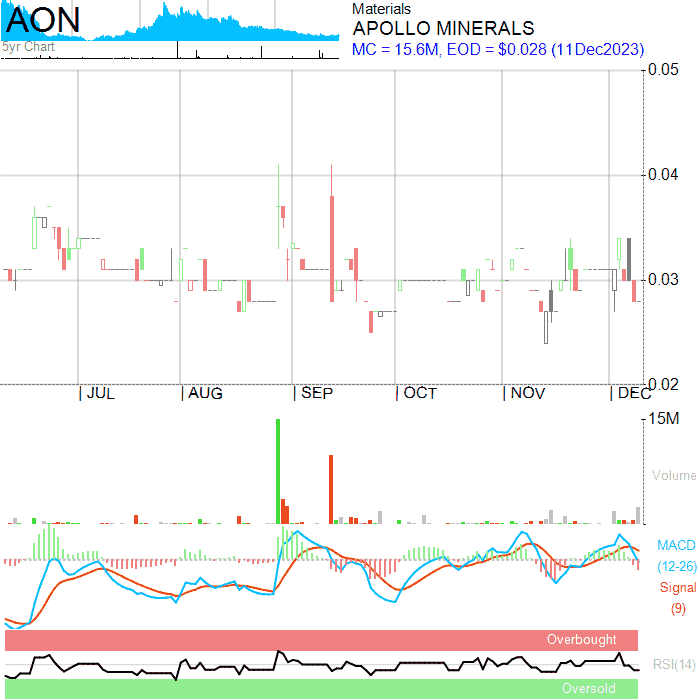 AON
5yr Chart
Materials
APOLLO MINERALS
MC = 15.6M, EOD = $0.028 (11Dec2023)
0.05
0.04
0.03
0.02
JUL
AUG
SEP
OCT
NOV
DEC
15M
Volume
MACD
(12-26)
Signal
(9)
Overbought
RSI(14)
Oversold